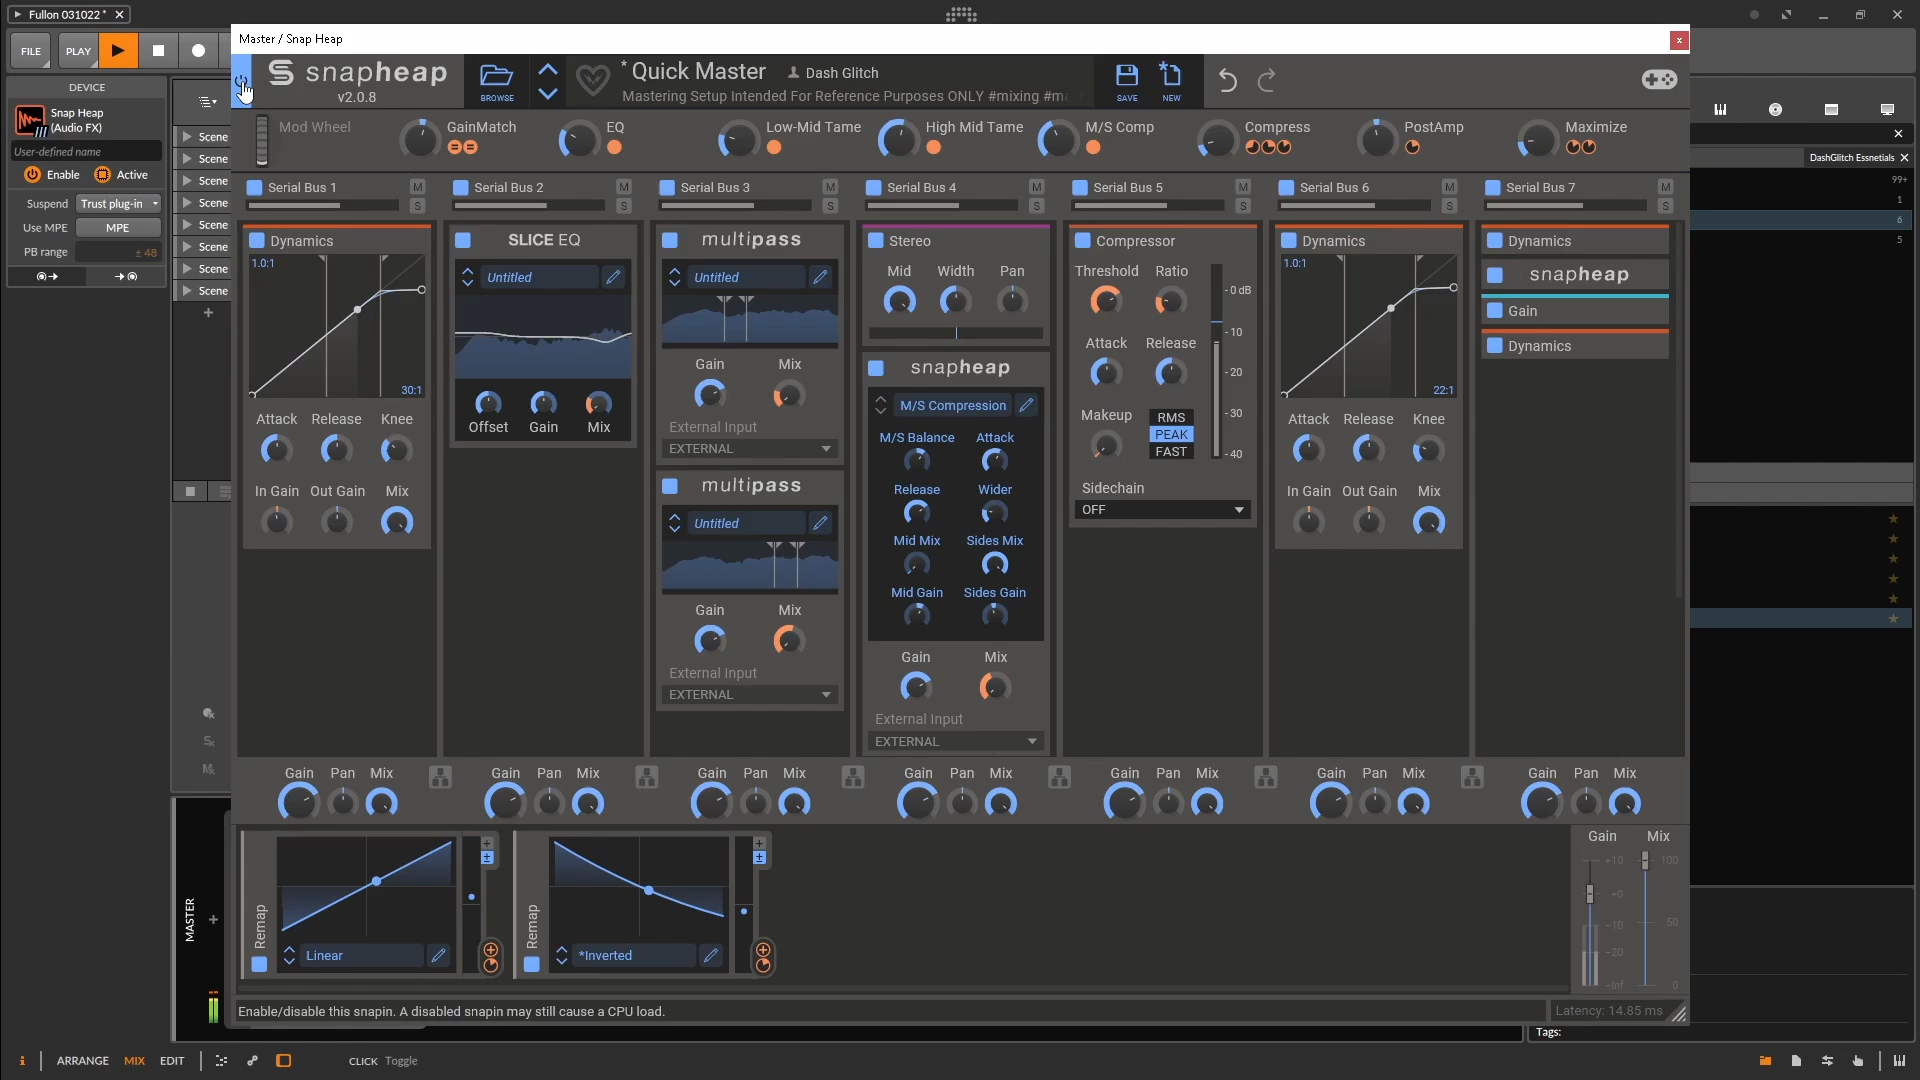 Fullon 031022 *
FILE
PLAY
Master / Snap Heap
DEVICE
Snap Heap
(Audio FX)
User-defined name
Enable
Active
Suspend
Trust plug-in
Use MPE
MPE
PB range
± 48
Scene
Scene
Scene
Scene
Scene
Scene
Scene
Scene
snapheap
v2.0.8
BROWSE
* Quick Master
Dash Glitch
Mastering Setup Intended For Reference Purposes ONLY #mixing
SAVE
NEW
Mod Wheel
GainMatch
EQ
Low-Mid Tame
High Mid Tame
M/S Comp
Compress
PostAmp
Maximize
DashGlitch Essnetials
99+
1
6
5
Serial Bus 1
M
S
Serial Bus 2
M
S
Serial Bus 3
M
S
Serial Bus 4
M
S
Serial Bus 5
M
S
Serial Bus 6
M
S
Serial Bus 7
M
S
Dynamics
1.0:1
30:1
Attack Release Knee
In Gain Out Gain Mix
SLICE EQ
Untitled
Offset Gain Mix
multipass
Untitled
Gain Mix
External Input
EXTERNAL
multipass
Untitled
Gain Mix
External Input
EXTERNAL
Stereo
Mid Width Pan
snapheap
M/S Compression
M/S Balance Attack
Release Wider
Mid Mix Sides Mix
Mid Gain Sides Gain
Gain Mix
External Input
EXTERNAL
Compressor
Threshold Ratio
Attack Release
Makeup
RMS
PEAK
FAST
- 0 dB
- 10
- 20
- 30
- 40
Sidechain
OFF
Dynamics
1.0:1
22:1
Attack Release Knee
In Gain Out Gain Mix
Dynamics
snapheap
Gain
Dynamics
Gain Pan Mix
Gain Pan Mix
Gain Pan Mix
Gain Pan Mix
Gain Pan Mix
Gain Pan Mix
Gain Pan Mix
MASTER
Remap
Linear
Remap
*Inverted
Gain Mix
+10
+0
-10
-20
-Inf
100
50
0
Enable/disable this snapin. A disabled snapin may still cause a CPU load.
Latency: 14.85 ms
Tags:
ARRANGE MIX EDIT
CLICK Toggle